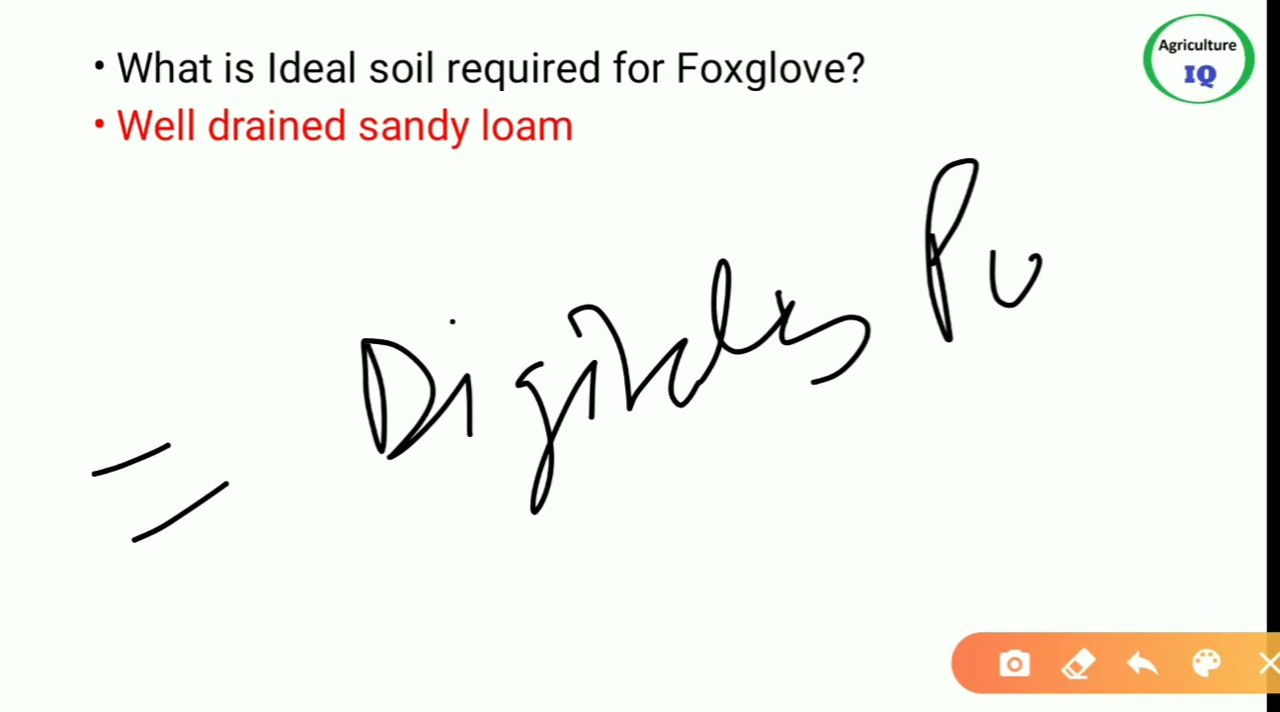 • What is Ideal soil required for Foxglove?
• Well drained sandy loam
Agriculture
IQ
= Digitalis Pu